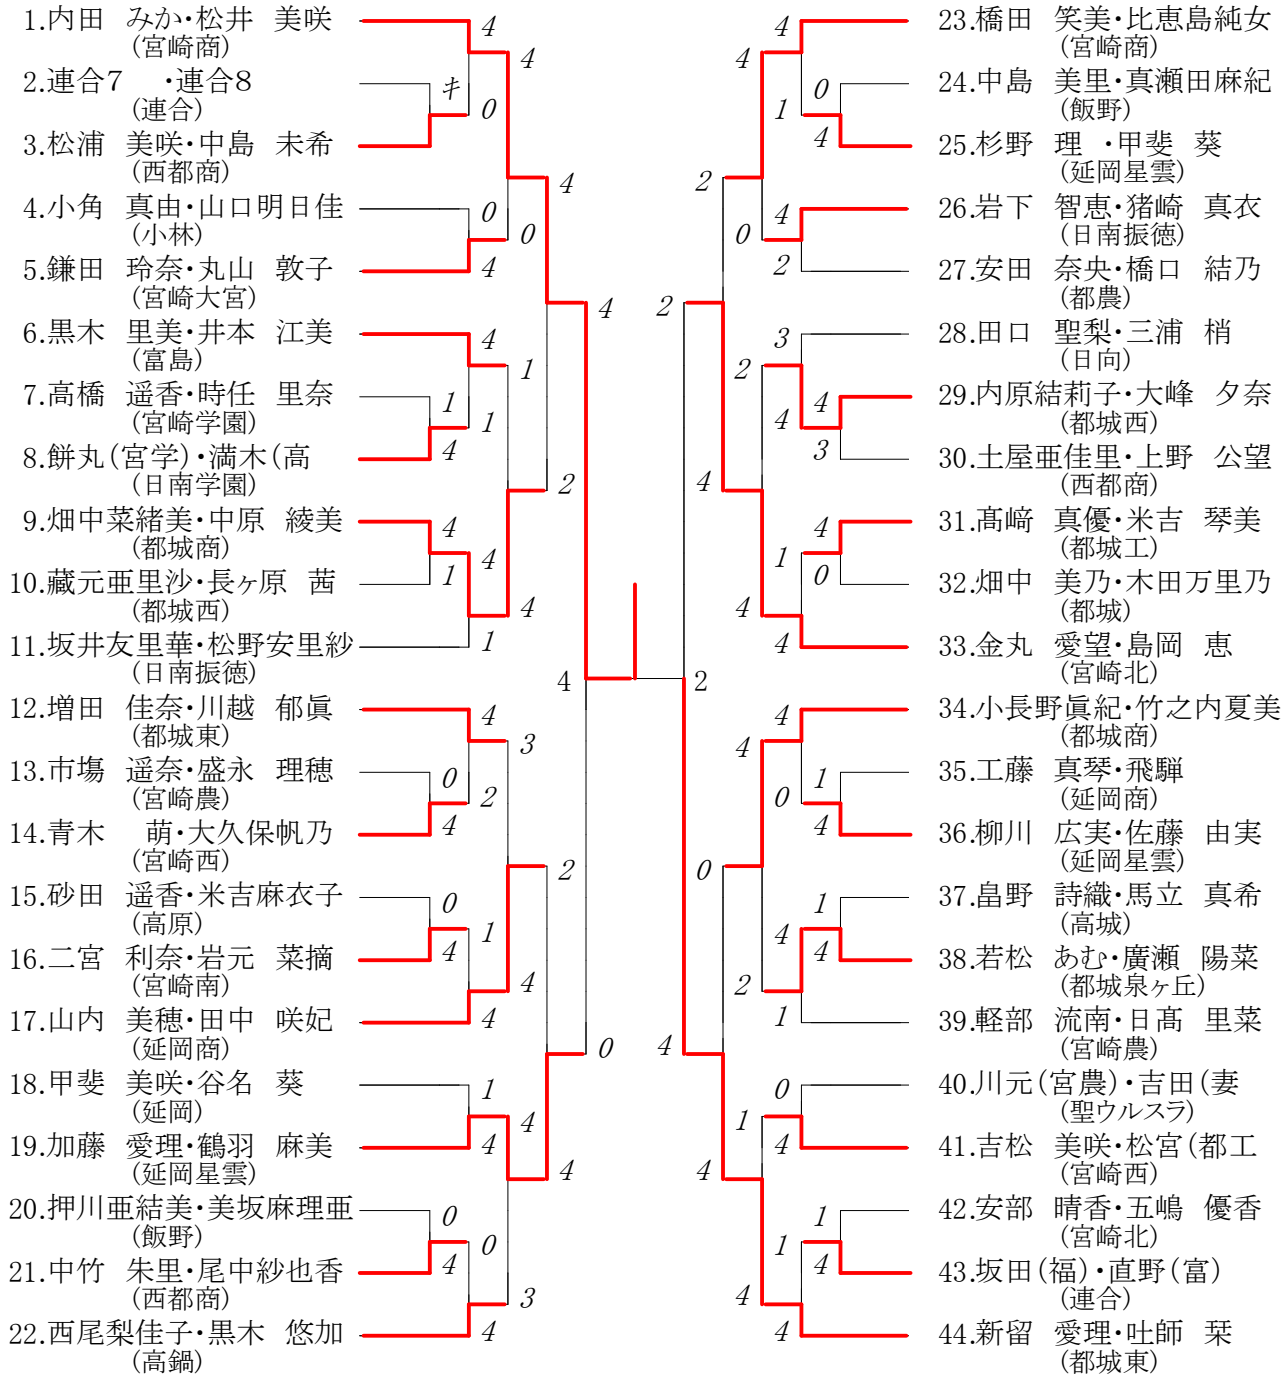 1.内田 みか・松井 美咲
(宮崎商)
2.連合7 ・連合8
(連合)
3.松浦 美咲・中島 未希
(西都商)
4.小角 真由・山口明日佳
(小林)
5.鎌田 玲奈・丸山 敦子
(宮崎大宮)
6.黒木 里美・井本 江美
(富島)
7.高橋 遥香・時任 里奈
(宮崎学園)
8.餅丸(宮学)・満木(高
(日南学園)
9.畑中菜緒美・中原 綾美
(都城商)
10.藏元亜里沙・長ヶ原 茜
(都城西)
11.坂井友里華・松野安里紗
(日南振徳)
12.増田 佳奈・川越 郁眞
(都城東)
13.市場 遥奈・盛永 理穂
(宮崎農)
14.青木 萌・大久保帆乃
(宮崎西)
15.砂田 遥香・米吉麻衣子
(高原)
16.二宮 利奈・岩元 菜摘
(宮崎南)
17.山内 美穂・田中 咲妃
(延岡商)
18.甲斐 美咲・谷名 葵
(延岡)
19.加藤 愛理・鶴羽 麻美
(延岡星雲)
20.押川亜結美・美坂麻理亜
(飯野)
21.中竹 朱里・尾中紗也香
(西都商)
22.西尾梨佳子・黒木 悠加
(高鍋)
4
キ
0
4
0
4
0
4
4
1
1
4
1
4
1
4
1
4
2
4
4
0
4
2
3
0
4
1
4
4
2
1
4
4
0
4
0
3
4
4
0
4
2
4
0
4
1
4
4
2
0
2
3
4
3
4
2
4
0
1
4
4
4
2
4
1
4
0
4
1
4
4
1
2
0
0
4
1
1
4
1
4
4
4
4
23.橋田 笑美・比恵島純女
(宮崎商)
24.中島 美里・真瀬田麻紀
(飯野)
25.杉野 理 ・甲斐 葵
(延岡星雲)
26.岩下 智恵・猪崎 真衣
(日南振徳)
27.安田 奈央・橋口 結乃
(都農)
28.田口 聖梨・三浦 梢
(日向)
29.内原結莉子・大峰 夕奈
(都城西)
30.土屋亜佳里・上野 公望
(西都商)
31.髙﨑 真優・米吉 琴美
(都城工)
32.畑中 美乃・木田万里乃
(都城)
33.金丸 愛望・島岡 恵
(宮崎北)
34.小長野眞紀・竹之内夏美
(都城商)
35.工藤 真琴・飛騨
(延岡商)
36.柳川 広実・佐藤 由実
(延岡星雲)
37.畠野 詩織・馬立 真希
(高城)
38.若松 あむ・廣瀬 陽菜
(都城泉ヶ丘)
39.軽部 流南・日髙 里菜
(宮崎農)
40.川元(宮農)・吉田(妻
(聖ウルスラ)
41.吉松 美咲・松宮(都工
(宮崎西)
42.安部 晴香・五嶋 優香
(宮崎北)
43.坂田(福)・直野(富)
(連合)
44.新留 愛理・吐師 栞
(都城東)